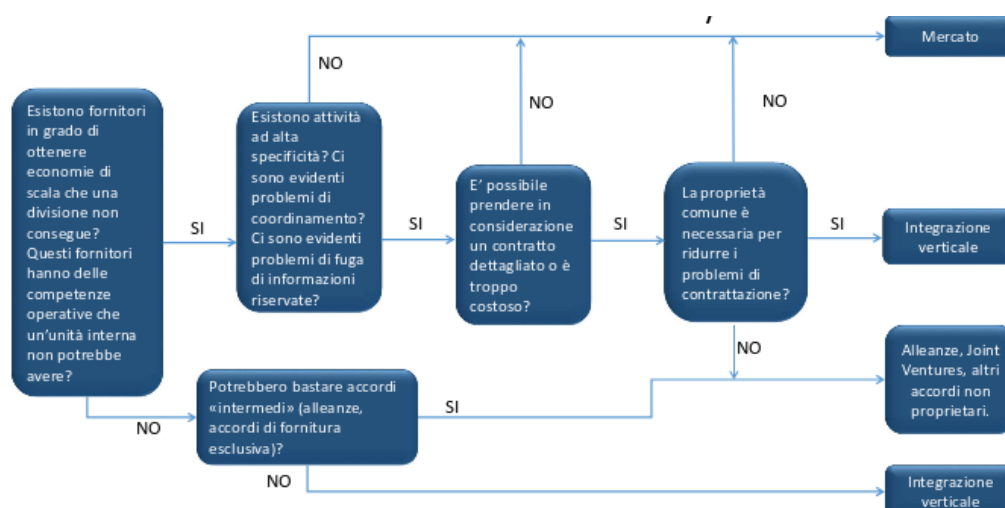 Mercato
NO
NO
NO
Esistono fornitori
in grado di
ottenere
economie di
scala che una
divisione non
consegue?
Questi fornitori
hanno delle
competenze
operative che
un'unità interna
non potrebbe
avere?
SI
Esistono attività
ad alta
specificità? Ci
sono evidenti
problemi di
coordinamento?
Ci sono evidenti
problemi di fuga
di informazioni
riservate?
SI
E' possibile
prendere in
considerazione
un contratto
dettagliato o è
troppo
costoso?
SI
La proprietà
comune è
necessaria per
ridurre i
problemi di
contrattazione?
SI
Integrazione
verticale
NO
Alleanze, Joint
Ventures, altri
accordi non
proprietari.
NO
Potrebbero bastare accordi
«intermedi» (alleanze,
accordi di fornitura
esclusiva)?
SI
NO
Integrazione
verticale